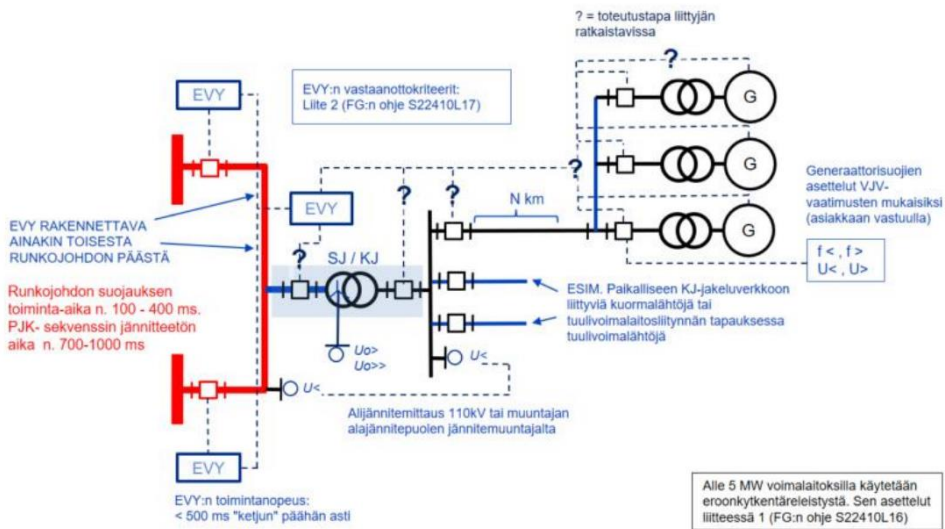 ? = toteutustapa liittyjän
ratkaistavissa
?
EVY
?
EVY:n vastaanottokriteerit:
Liite 2 (FG:n ohje S22410L17)
G
G
?
?
?
Generaattorisuojien
asettelut VJV-
vaatimusten mukaisiksi
(asiakkaan vastuulla)
N km
G
EVY RAKENNETTAVA
AINAKIN TOISESTA
RUNKOJOHDON PÄÄSTÄ
EVY
?
SJ / KJ
f < , f >
U< , U>
Runkojohdon suojauksen
toiminta-aika n. 100 - 400 ms.
PJK- sekvenssin jännitteetön
aika n. 700-1000 ms
ESIM. Paikalliseen KJ-jakeluverkkoon
liittyviä kuormalähtöjä tai
tuulivoimalaitosliitynnän tapauksessa
tuulivoimalähtöjä
Uo>
Uo>>
U<
U<
Alijännitemittaus 110kV tai muuntajan
alajännitepuolen jännitemuuntajalta
EVY
EVY:n toimintanopeus:
< 500 ms "ketjun" päähän asti
Alle 5 MW voimalaitoksilla käytetään
eroonkytkentäreleistystä. Sen asettelut
liitteessä 1 (FG:n ohje S22410L16)